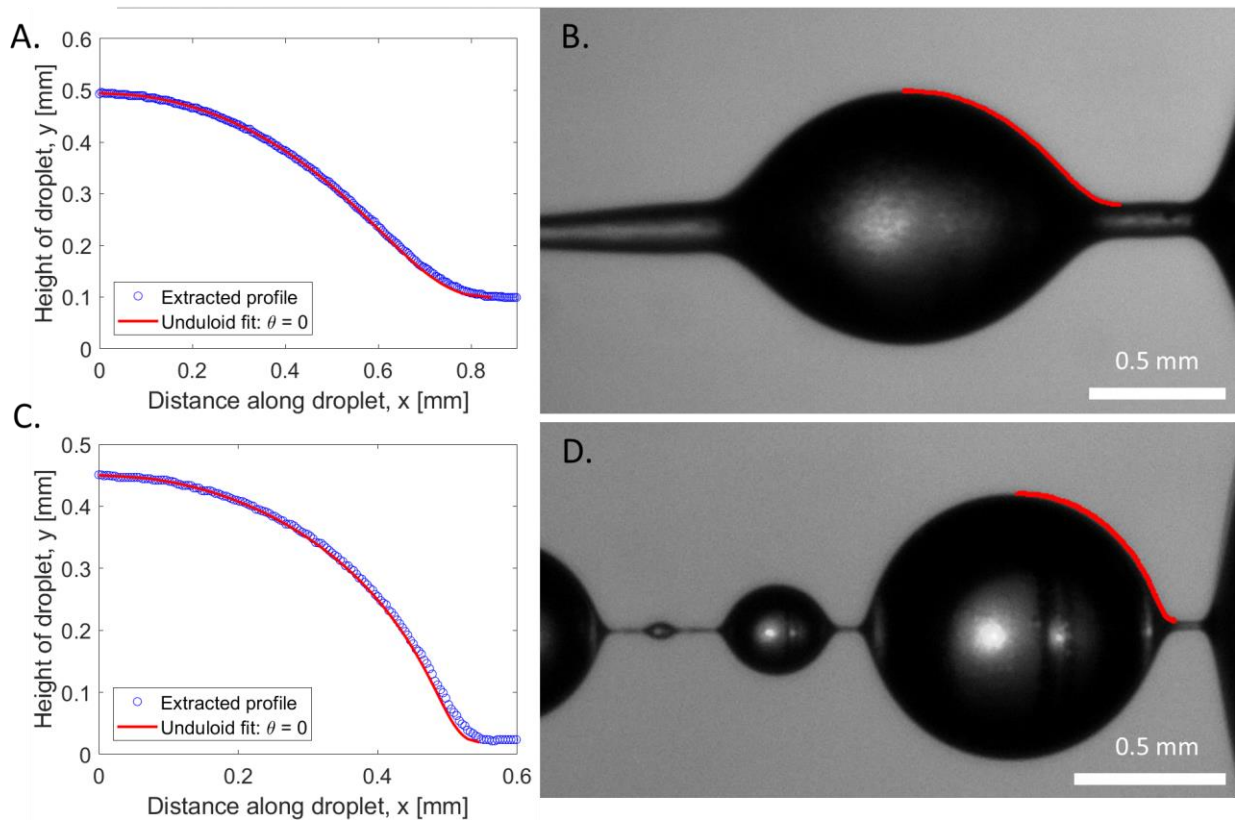 A.
0.6
0.5
0.4
0.3
0.2
0.1
0
Height of droplet, y [mm]
Extracted profile
Unduloid fit: θ = 0
0 0.2 0.4 0.6 0.8
Distance along droplet, x [mm]
B.
0.5 mm
C.
0.5
0.4
0.3
0.2
0.1
0
Height of droplet, y [mm]
Extracted profile
Unduloid fit: θ = 0
0 0.2 0.4 0.6
Distance along droplet, x [mm]
D.
0.5 mm